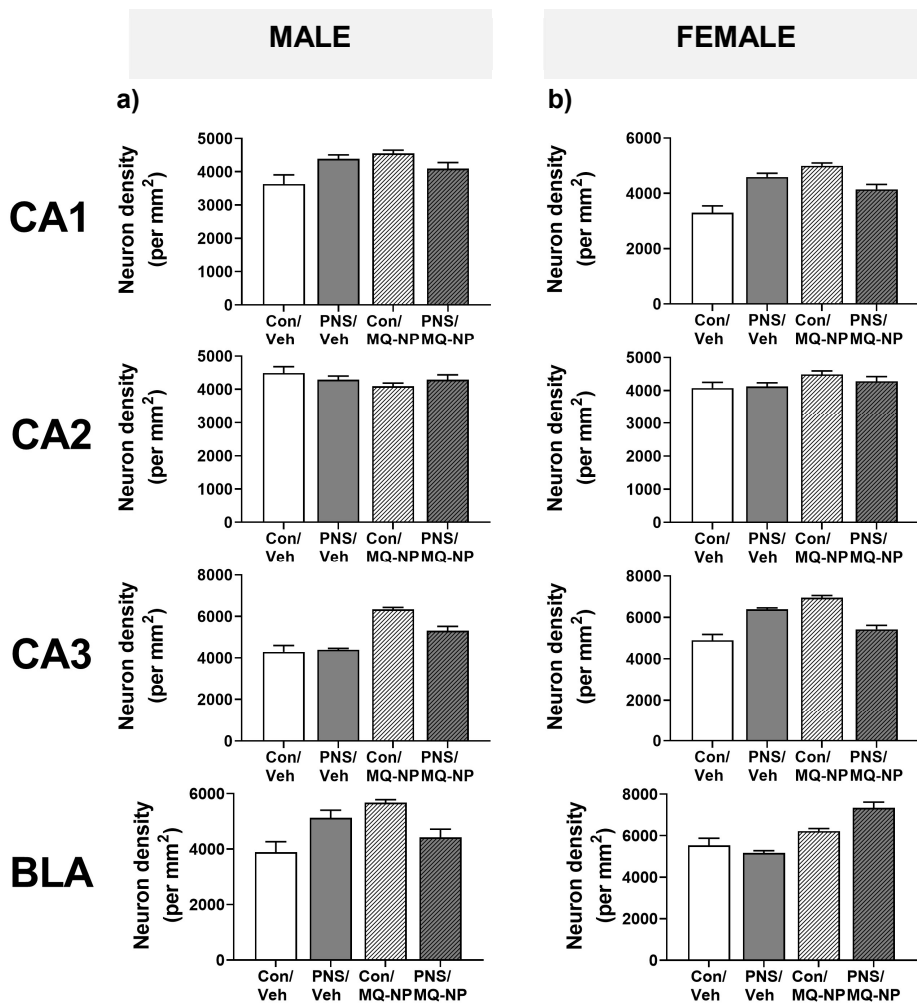 MALE
FEMALE
a)
b)
CA1
Neuron density
(per mm²)
5000
4000
3000
2000
1000
0
Con/ PNS/ Con/ PNS/
Veh Veh MQ-NP MQ-NP
Neuron density
(per mm²)
6000
4000
2000
0
Con/ PNS/ Con/ PNS/
Veh Veh MQ-NP MQ-NP
CA2
Neuron density
(per mm²)
5000
4000
3000
2000
1000
0
Con/ PNS/ Con/ PNS/
Veh Veh MQ-NP MQ-NP
Neuron density
(per mm²)
5000
4000
3000
2000
1000
0
Con/ PNS/ Con/ PNS/
Veh Veh MQ-NP MQ-NP
CA3
Neuron density
(per mm²)
8000
6000
4000
2000
0
Con/ PNS/ Con/ PNS/
Veh Veh MQ-NP MQ-NP
Neuron density
(per mm²)
8000
6000
4000
2000
0
Con/ PNS/ Con/ PNS/
Veh Veh MQ-NP MQ-NP
BLA
Neuron density
(per mm²)
6000
4000
2000
0
Con/ PNS/ Con/ PNS/
Veh Veh MQ-NP MQ-NP
Neuron density
(per mm²)
8000
6000
4000
2000
0
Con/ PNS/ Con/ PNS/
Veh Veh MQ-NP MQ-NP